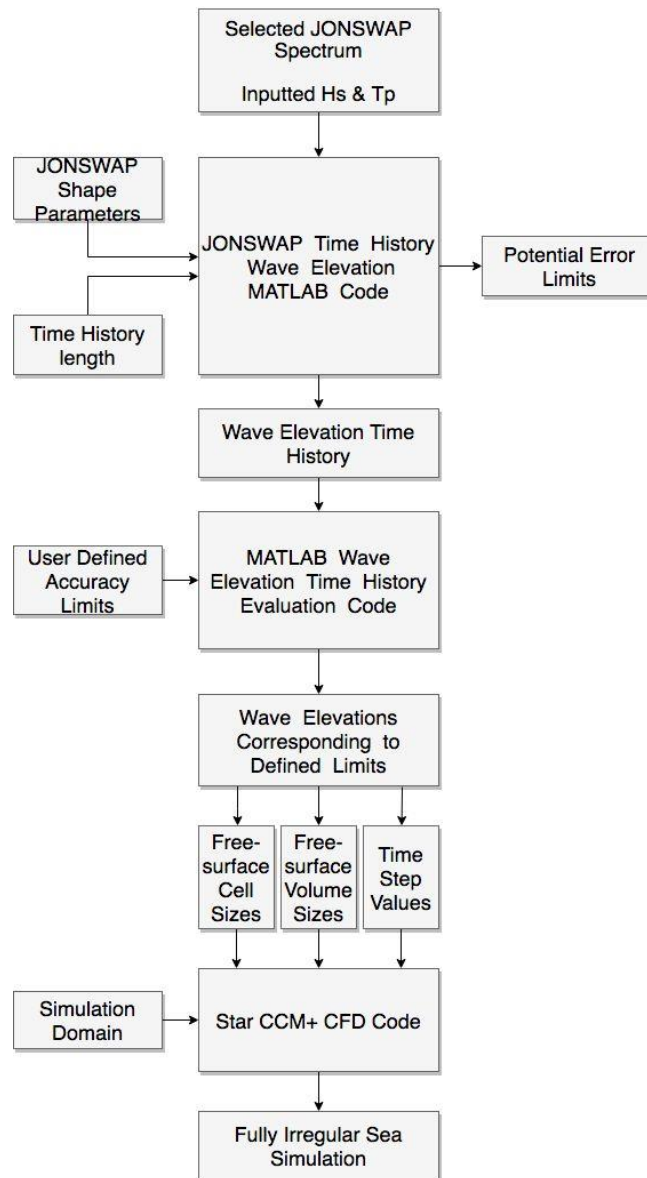 Selected JONSWAP
Spectrum
Inputted Hs & Tp
JONSWAP
Shape
Parameters
JONSWAP Time History
Wave Elevation
MATLAB Code
Potential Error
Limits
Time History
length
Wave Elevation Time
History
User Defined
Accuracy
Limits
MATLAB Wave
Elevation Time History
Evaluation Code
Wave Elevations
Corresponding to
Defined Limits
Free-
surface
Cell
Sizes
Free-
surface
Volume
Sizes
Time
Step
Values
Simulation
Domain
Star CCM+ CFD Code
Fully Irregular Sea
Simulation